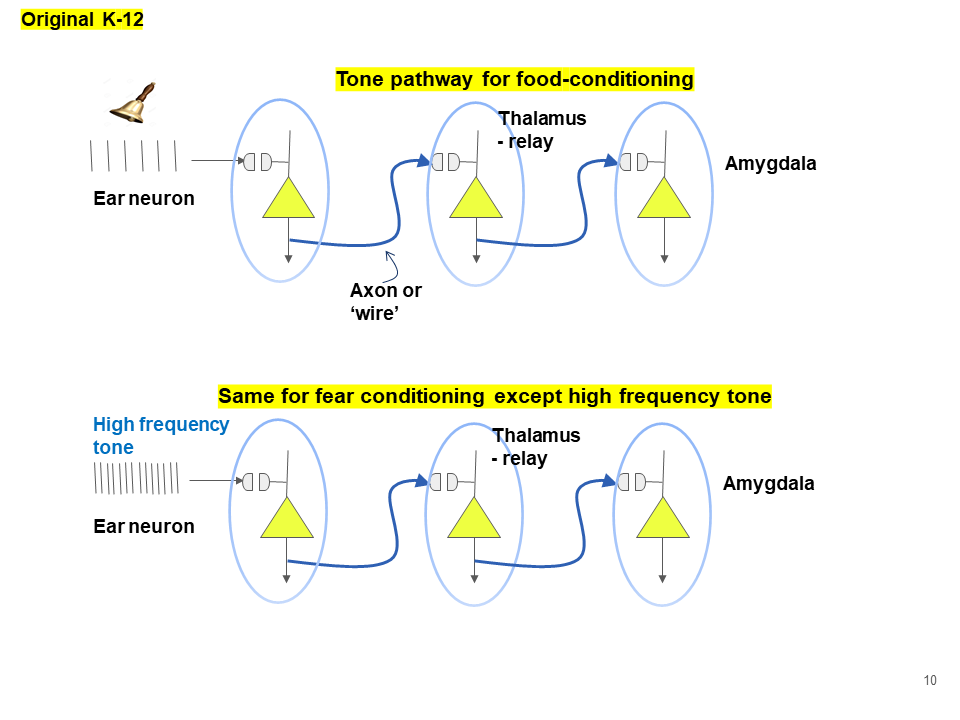 Original K-12
Tone pathway for food-conditioning
Thalamus
- relay
Amygdala
Ear neuron
Axon or
‘wire’
Same for fear conditioning except high frequency tone
High frequency
tone
Thalamus
- relay
Amygdala
Ear neuron
10